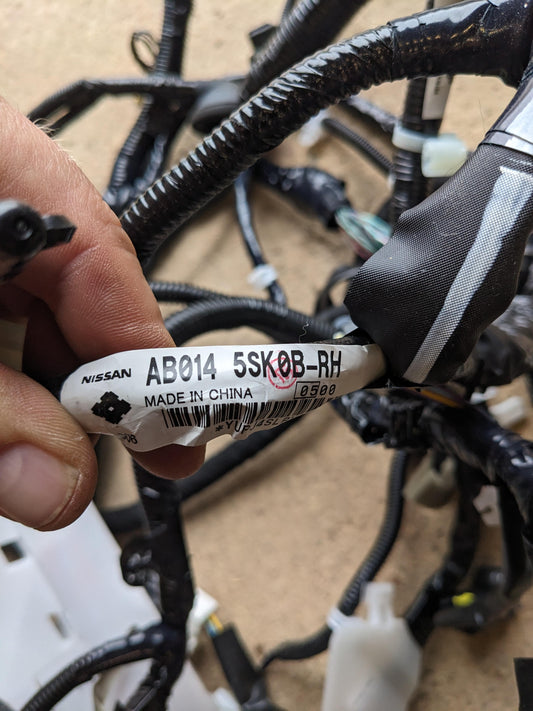 NISSAN AB014 5SK0B-RH
MADE IN CHINA 0500